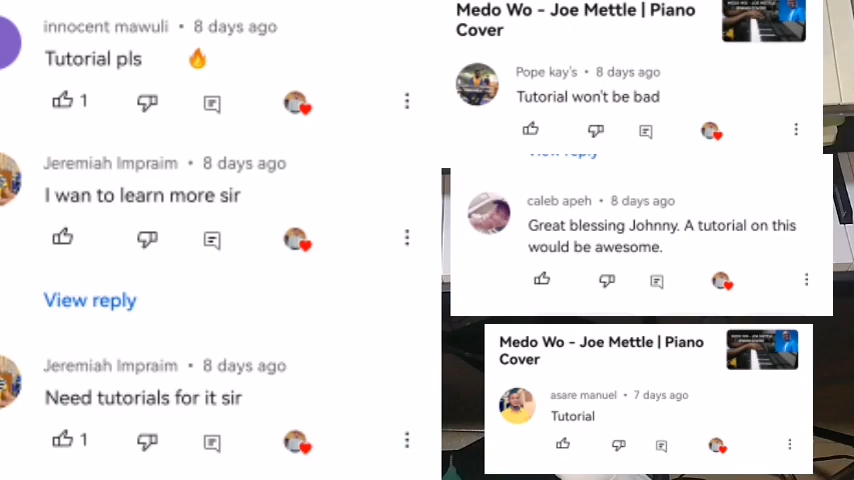 innocent mawuli • 8 days ago
Tutorial pls 🔥
1
Jeremiah Impraim • 8 days ago
I wan to learn more sir
View reply
Jeremiah Impraim • 8 days ago
Need tutorials for it sir
1
Medo Wo - Joe Mettle | Piano
Cover
Pope kay's • 8 days ago
Tutorial won't be bad
View reply
caleb apeh • 8 days ago
Great blessing Johnny. A tutorial on this
would be awesome.
Medo Wo - Joe Mettle | Piano
Cover
asare manuel • 7 days ago
Tutorial